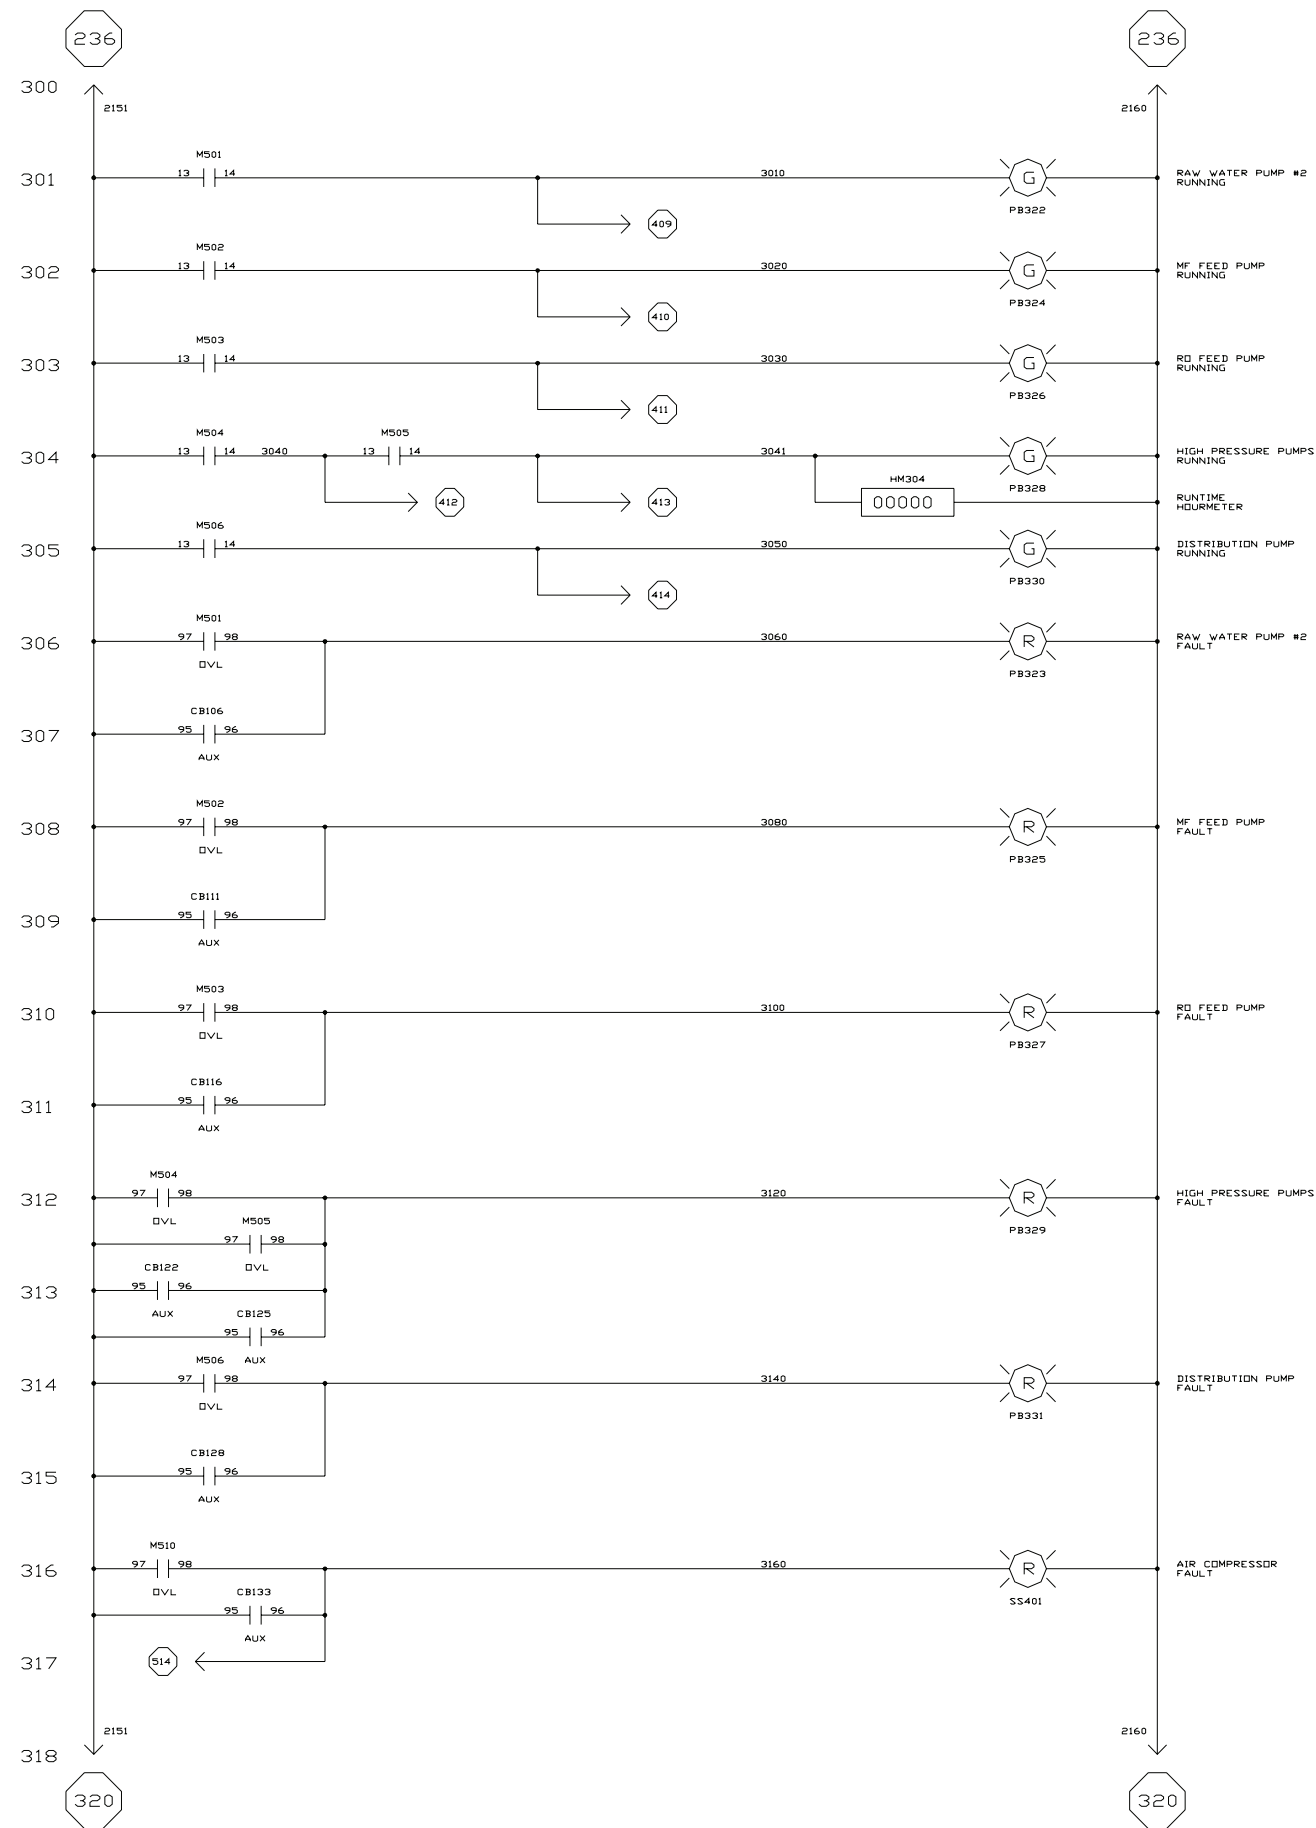 236 236
300
2151 2160
M501
301 13 14 3010 G RAW WATER PUMP #2
RUNNING
PB322
409
M502
302 13 14 3020 G MF FEED PUMP
RUNNING
PB324
410
M503
303 13 14 3030 G RO FEED PUMP
RUNNING
PB326
411
M504 M505
304 13 14 3040 13 14 3041 G HIGH PRESSURE PUMPS
RUNNING
HM304 PB328
412 413 00000 RUNTIME
HOURMETER
M506
305 13 14 3050 G DISTRIBUTION PUMP
RUNNING
PB330
414
M501
306 97 98 3060 R RAW WATER PUMP #2
FAULT
OVL PB323
CB106
307 95 96
AUX
M502
308 97 98 3080 R MF FEED PUMP
FAULT
OVL PB325
CB111
309 95 96
AUX
M503
310 97 98 3100 R RO FEED PUMP
FAULT
OVL PB327
CB116
311 95 96
AUX
M504
312 97 98 3120 R HIGH PRESSURE PUMPS
FAULT
OVL M505 PB329
97 98
CB122 OVL
313 95 96
AUX CB125
95 96
M506 AUX
314 97 98 3140 R DISTRIBUTION PUMP
FAULT
OVL PB331
CB128
315 95 96
AUX
M510
316 97 98 3160 R AIR COMPRESSOR
FAULT
OVL CB133 SS401
95 96
AUX
317 514
2151 2160
318
320 320